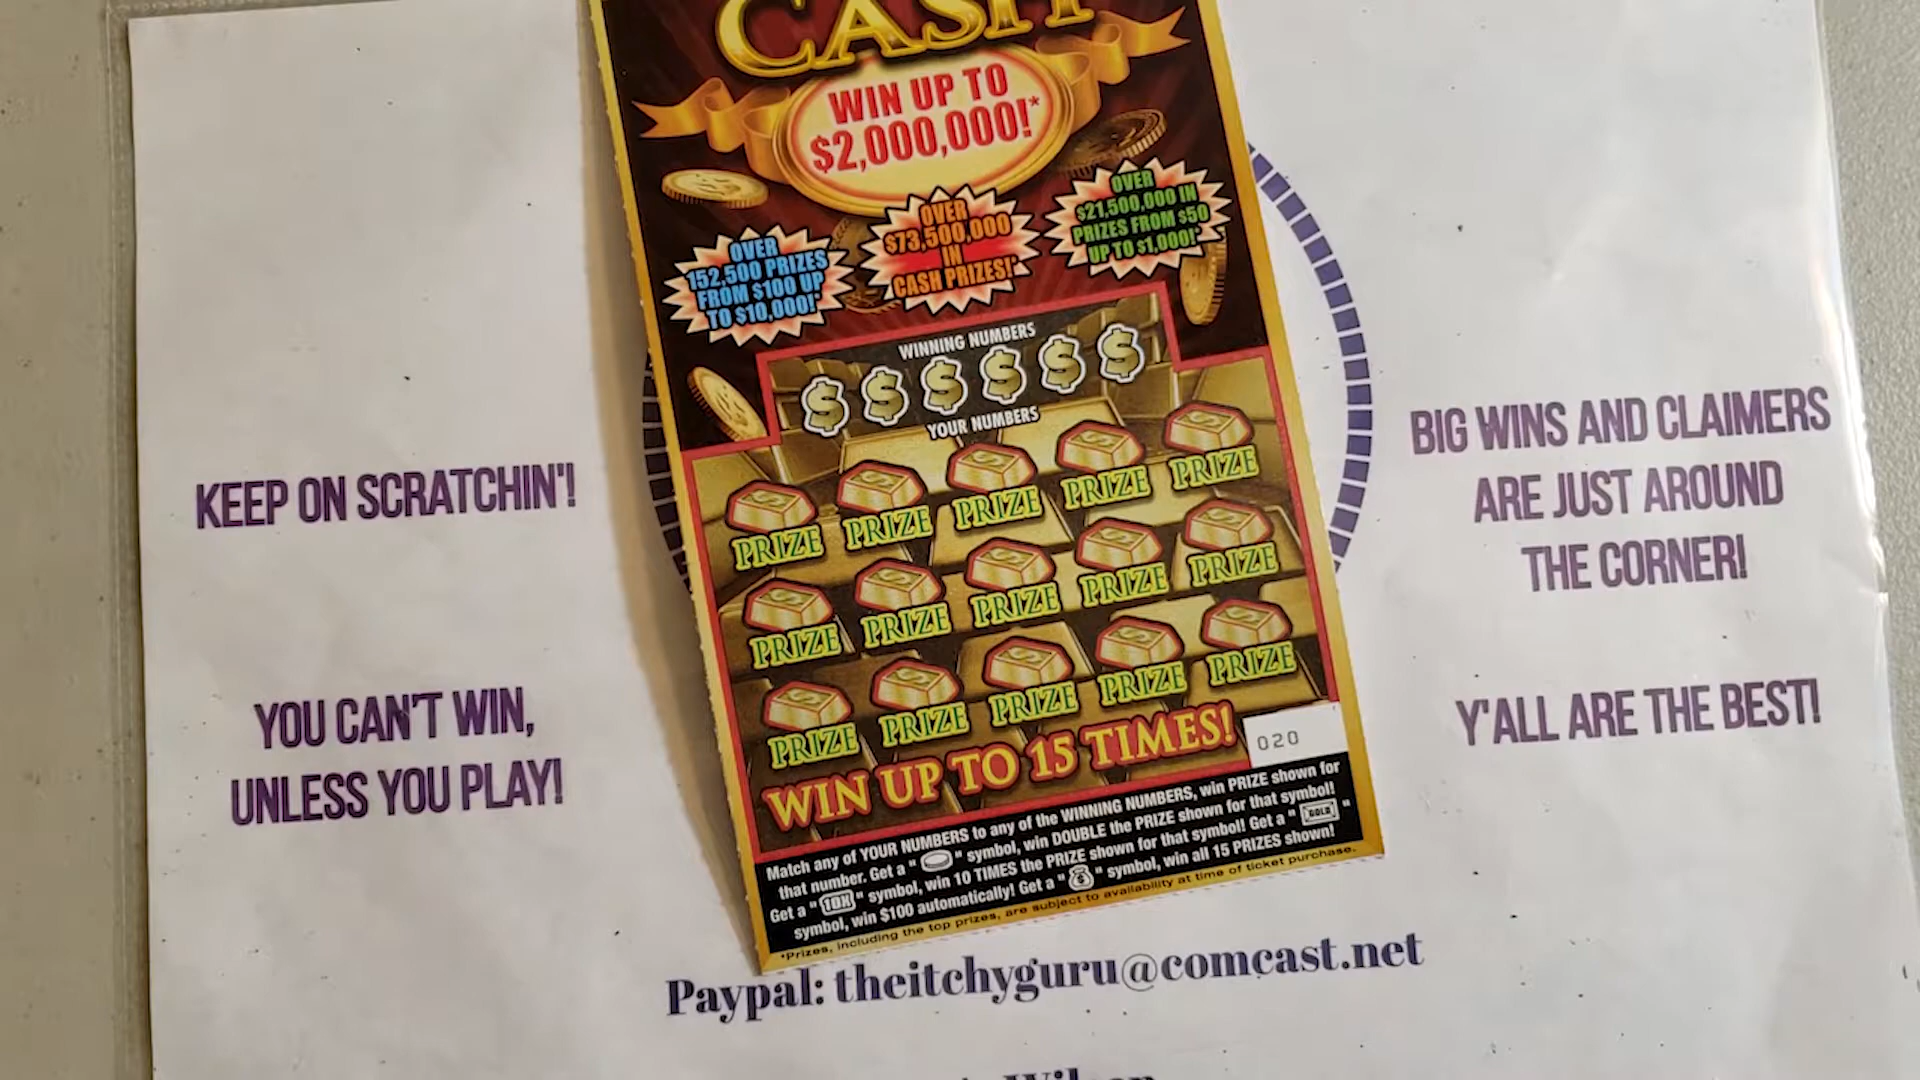 CASH
WIN UP TO
$2,000,000!*
OVER
152,500 PRIZES
FROM $100 UP
TO $10,000!*
OVER
$73,500,000
IN
CASH PRIZES!*
OVER
$21,500,000 IN
PRIZES FROM $50
UP TO $1,000!*
WINNING NUMBERS
$ $ $ $ $ $
YOUR NUMBERS
PRIZE PRIZE PRIZE PRIZE PRIZE
PRIZE PRIZE PRIZE PRIZE PRIZE
PRIZE PRIZE PRIZE PRIZE PRIZE
WIN UP TO 15 TIMES!
020
Match any of YOUR NUMBERS to any of the WINNING NUMBERS, win PRIZE shown for
that number. Get a " " symbol, win DOUBLE the PRIZE shown for that symbol!
Get a "10X" symbol, win 10 TIMES the PRIZE shown for that symbol! Get a "GOLD"
symbol, win $100 automatically! Get a " " symbol, win all 15 PRIZES shown!
*Prizes, including the top prizes, are subject to availability at time of ticket purchase.
KEEP ON SCRATCHIN'!
YOU CAN'T WIN,
UNLESS YOU PLAY!
BIG WINS AND CLAIMERS
ARE JUST AROUND
THE CORNER!
Y'ALL ARE THE BEST!
Paypal: theitchyguru@comcast.net